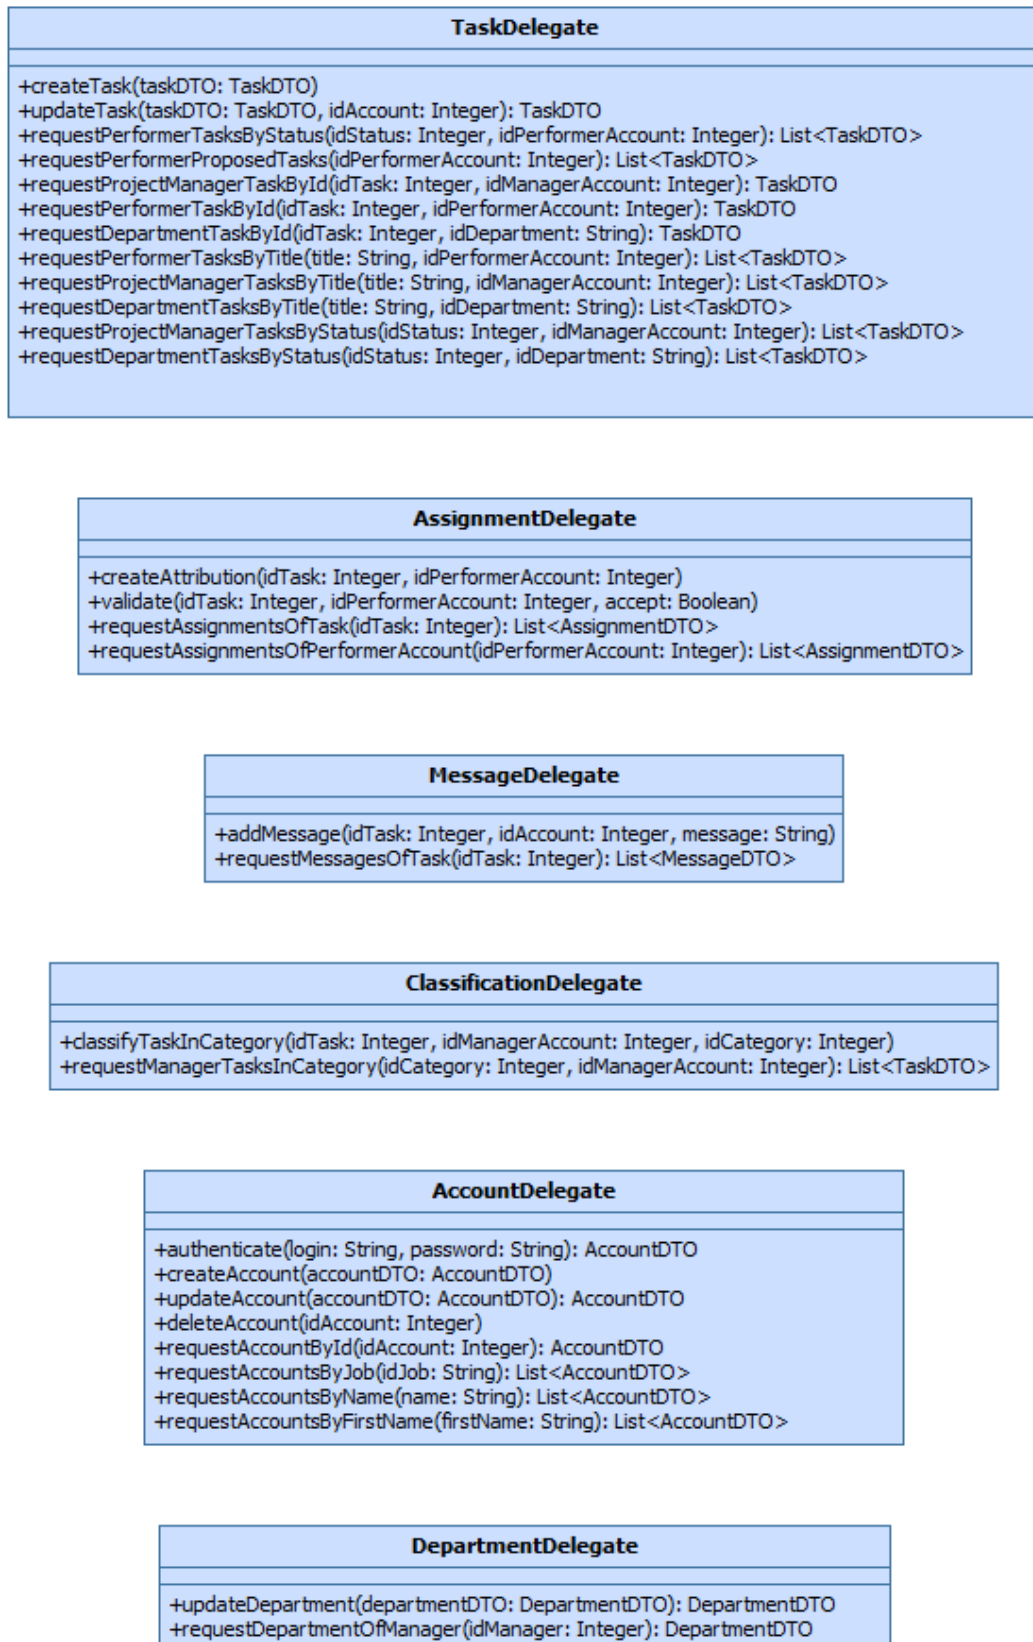 TaskDelegate
+createTask(taskDTO: TaskDTO)
+updateTask(taskDTO: TaskDTO, idAccount: Integer): TaskDTO
+requestPerformerTasksByStatus(idStatus: Integer, idPerformerAccount: Integer): List<TaskDTO>
+requestPerformerProposedTasks(idPerformerAccount: Integer): List<TaskDTO>
+requestProjectManagerTaskById(idTask: Integer, idManagerAccount: Integer): TaskDTO
+requestPerformerTaskById(idTask: Integer, idPerformerAccount: Integer): TaskDTO
+requestDepartmentTaskById(idTask: Integer, idDepartment: String): TaskDTO
+requestPerformerTasksByTitle(title: String, idPerformerAccount: Integer): List<TaskDTO>
+requestProjectManagerTasksByTitle(title: String, idManagerAccount: Integer): List<TaskDTO>
+requestDepartmentTasksByTitle(title: String, idDepartment: String): List<TaskDTO>
+requestProjectManagerTasksByStatus(idStatus: Integer, idManagerAccount: Integer): List<TaskDTO>
+requestDepartmentTasksByStatus(idStatus: Integer, idDepartment: String): List<TaskDTO>
AssignmentDelegate
+createAttribution(idTask: Integer, idPerformerAccount: Integer)
+validate(idTask: Integer, idPerformerAccount: Integer, accept: Boolean)
+requestAssignmentsOfTask(idTask: Integer): List<AssignmentDTO>
+requestAssignmentsOfPerformerAccount(idPerformerAccount: Integer): List<AssignmentDTO>
MessageDelegate
+addMessage(idTask: Integer, idAccount: Integer, message: String)
+requestMessagesOfTask(idTask: Integer): List<MessageDTO>
ClassificationDelegate
+classifyTaskInCategory(idTask: Integer, idManagerAccount: Integer, idCategory: Integer)
+requestManagerTasksInCategory(idCategory: Integer, idManagerAccount: Integer): List<TaskDTO>
AccountDelegate
+authenticate(login: String, password: String): AccountDTO
+createAccount(accountDTO: AccountDTO)
+updateAccount(accountDTO: AccountDTO): AccountDTO
+deleteAccount(idAccount: Integer)
+requestAccountById(idAccount: Integer): AccountDTO
+requestAccountsByJob(idJob: String): List<AccountDTO>
+requestAccountsByName(name: String): List<AccountDTO>
+requestAccountsByFirstName(firstName: String): List<AccountDTO>
DepartmentDelegate
+updateDepartment(departmentDTO: DepartmentDTO): DepartmentDTO
+requestDepartmentOfManager(idManager: Integer): DepartmentDTO